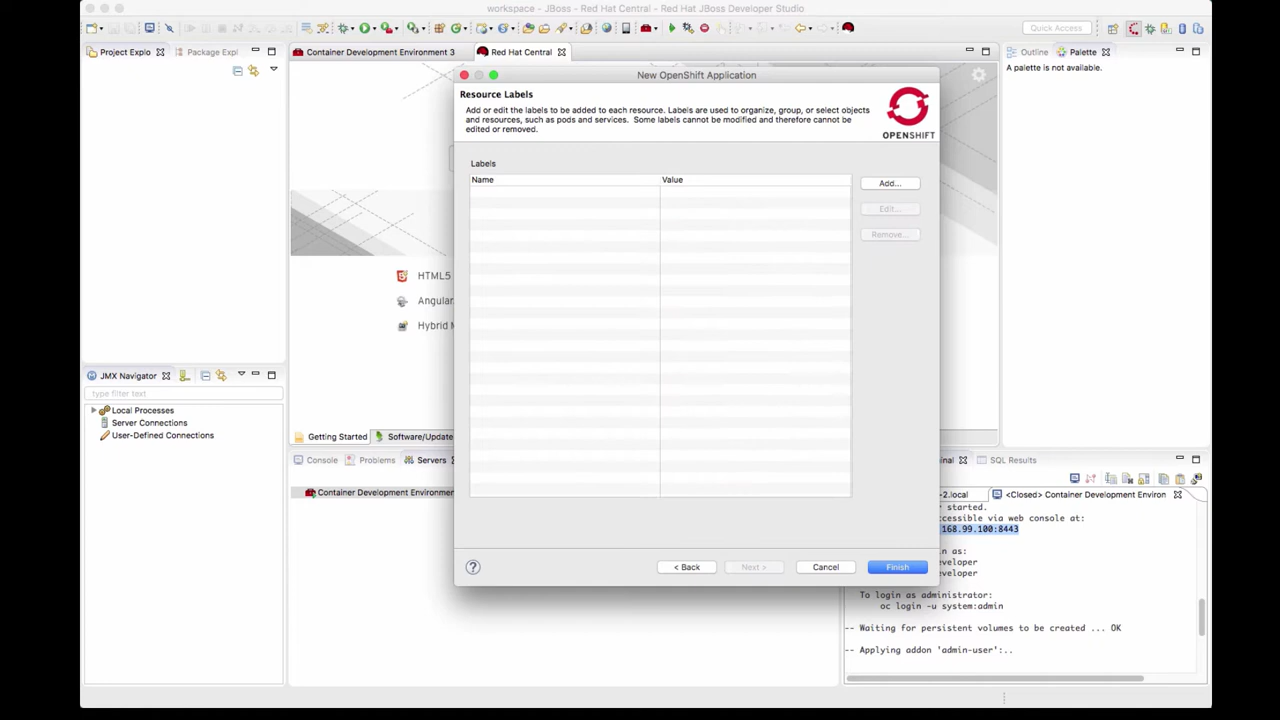 workspace - JBoss - Red Hat Central - Red Hat JBoss Developer Studio
Quick Access
Project Explo
Package Expl
Container Development Environment 3
Red Hat Central
Outline
Palette
A palette is not available.
New OpenShift Application
Resource Labels
Add or edit the labels to be added to each resource. Labels are used to organize, group, or select objects
and resources, such as pods and services. Some labels cannot be modified and therefore cannot be
edited or removed.
OPENSHIFT
Labels
Name
Value
Add...
Edit...
Remove...
HTML5
Angular
Hybrid M
JMX Navigator
type filter text
Local Processes
Server Connections
User-Defined Connections
Getting Started
Software/Update
Console
Problems
Servers
Container Development Environmen
< Back
Next >
Cancel
Finish
inal
SQL Results
-2.local
<Closed> Container Development Environ
y started.
ccessible via web console at:
168.99.100:8443
in as:
eveloper
eveloper
To login as administrator:
oc login -u system:admin
-- Waiting for persistent volumes to be created ... OK
-- Applying addon 'admin-user':..